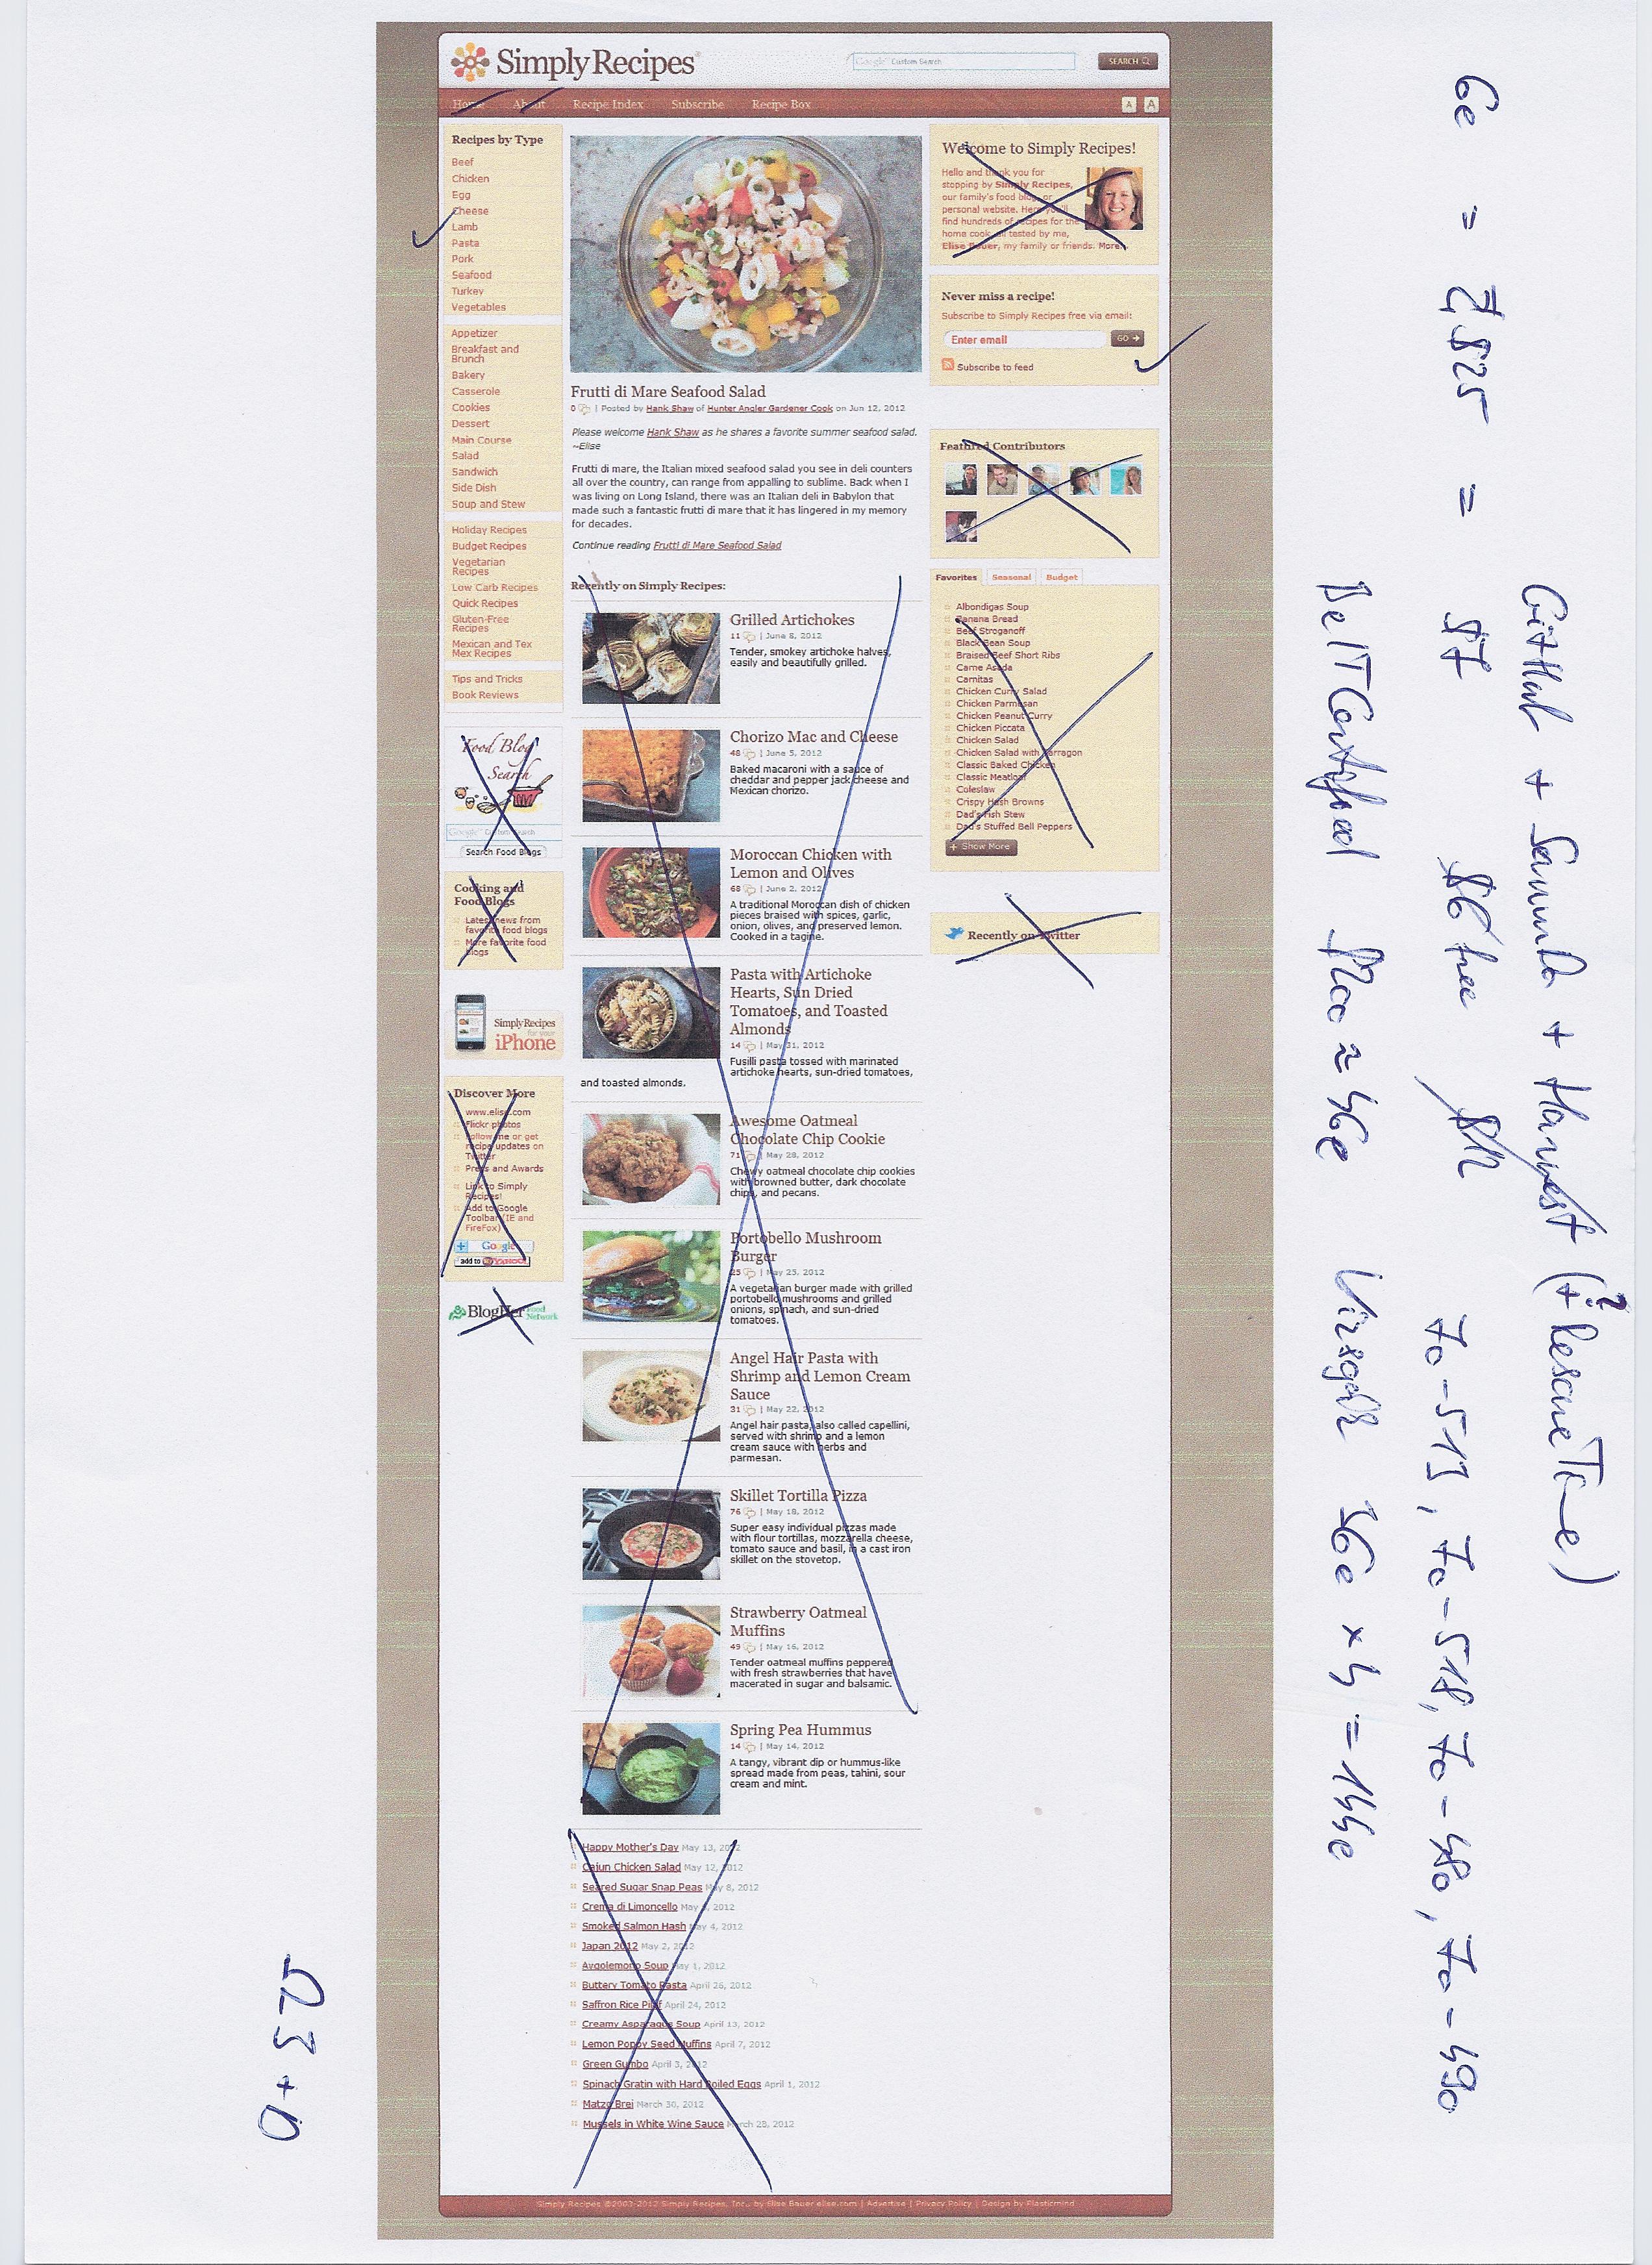 Simply Recipes
Google Custom Search
SEARCH
Home About Recipe Index Subscribe Recipe Box
A A
Recipes by Type
Beef
Chicken
Egg
Cheese
Lamb
Pasta
Pork
Seafood
Turkey
Vegetables
Appetizer
Breakfast and
Brunch
Bakery
Casserole
Cookies
Dessert
Main Course
Salad
Sandwich
Side Dish
Soup and Stew
Holiday Recipes
Budget Recipes
Vegetarian
Recipes
Low Carb Recipes
Quick Recipes
Gluten-Free
Recipes
Mexican and Tex
Mex Recipes
Tips and Tricks
Book Reviews
Food Blog
Search
Google Custom Search
Search Food Blogs
Cooking and
Food Blogs
Latest news from
favorite food blogs
More favorite food
blogs
SimplyRecipes
for your
iPhone
Discover More
www.elise.com
Flickr photos
Follow me or get
recipe updates on
Twitter
Press and Awards
Link to Simply
Recipes!
Add to Google
Toolbar (IE and
FireFox)
+ Google
add to YAHOO!
BlogHer Food
Network
Frutti di Mare Seafood Salad
0 | Posted by Hank Shaw of Hunter Angler Gardener Cook on Jun 12, 2012
Please welcome Hank Shaw as he shares a favorite summer seafood salad.
~Elise
Frutti di mare, the Italian mixed seafood salad you see in deli counters
all over the country, can range from appalling to sublime. Back when I
was living on Long Island, there was an Italian deli in Babylon that
made such a fantastic frutti di mare that it has lingered in my memory
for decades.
Continue reading Frutti di Mare Seafood Salad
Recently on Simply Recipes:
Grilled Artichokes
11 | June 8, 2012
Tender, smokey artichoke halves,
easily and beautifully grilled.
Chorizo Mac and Cheese
48 | June 5, 2012
Baked macaroni with a sauce of
cheddar and pepper jack cheese and
Mexican chorizo.
Moroccan Chicken with
Lemon and Olives
68 | June 2, 2012
A traditional Moroccan dish of chicken
pieces braised with spices, garlic,
onion, olives, and preserved lemon.
Cooked in a tagine.
Pasta with Artichoke
Hearts, Sun Dried
Tomatoes, and Toasted
Almonds
14 | May 31, 2012
Fusilli pasta tossed with marinated
artichoke hearts, sun-dried tomatoes,
and toasted almonds.
Awesome Oatmeal
Chocolate Chip Cookie
71 | May 28, 2012
Chewy oatmeal chocolate chip cookies
with browned butter, dark chocolate
chips, and pecans.
Portobello Mushroom
Burger
25 | May 25, 2012
A vegetarian burger made with grilled
portobello mushrooms and grilled
onions, spinach, and sun-dried
tomatoes.
Angel Hair Pasta with
Shrimp and Lemon Cream
Sauce
31 | May 22, 2012
Angel hair pasta, also called capellini,
served with shrimp and a lemon
cream sauce with herbs and
parmesan.
Skillet Tortilla Pizza
76 | May 18, 2012
Super easy individual pizzas made
with flour tortillas, mozzarella cheese,
tomato sauce and basil, in a cast iron
skillet on the stovetop.
Strawberry Oatmeal
Muffins
49 | May 16, 2012
Tender oatmeal muffins peppered
with fresh strawberries that have
macerated in sugar and balsamic.
Spring Pea Hummus
14 | May 14, 2012
A tangy, vibrant dip or hummus-like
spread made from peas, tahini, sour
cream and mint.
Happy Mother's Day May 13, 2012
Cajun Chicken Salad May 12, 2012
Seared Sugar Snap Peas May 8, 2012
Crema di Limoncello May , 2012
Smoked Salmon Hash May 4, 2012
Japan 2012 May 2, 2012
Avgolemono Soup May 1, 2012
Buttery Tomato Pasta April 26, 2012
Saffron Rice Pilaf April 24, 2012
Creamy Asparagus Soup April 13, 2012
Lemon Poppy Seed Muffins April 7, 2012
Green Gumbo April 3, 2012
Spinach Gratin with Hard Boiled Eggs April 1, 2012
Matzo Brei March 30, 2012
Mussels in White Wine Sauce March 28, 2012
Welcome to Simply Recipes!
Hello and thank you for
stopping by Simply Recipes,
our family's food blog or
personal website. Here you'll
find hundreds of recipes for the
home cook, all tested by me,
Elise Bauer, my family or friends. More..
Never miss a recipe!
Subscribe to Simply Recipes free via email:
Enter email GO
Subscribe to feed
Featured Contributors
Favorites Seasonal Budget
Albondigas Soup
Banana Bread
Beef Stroganoff
Black Bean Soup
Braised Beef Short Ribs
Carne Asada
Carnitas
Chicken Curry Salad
Chicken Parmesan
Chicken Peanut Curry
Chicken Piccata
Chicken Salad
Chicken Salad with Tarragon
Classic Baked Chicken
Classic Meatloaf
Coleslaw
Crispy Hash Browns
Dad's Fish Stew
Dad's Stuffed Bell Peppers
+ Show More
Recently on Twitter
Simply Recipes ©2003-2012 Simply Recipes, Inc., by Elise Bauer elise.com | Advertise | Privacy Policy | Design by Elasticmind
GitHub + + Harvest (+ )
6e = = $7 $12
70-513, 70-518, 70-480, 70-490
36e x 4 = 144e